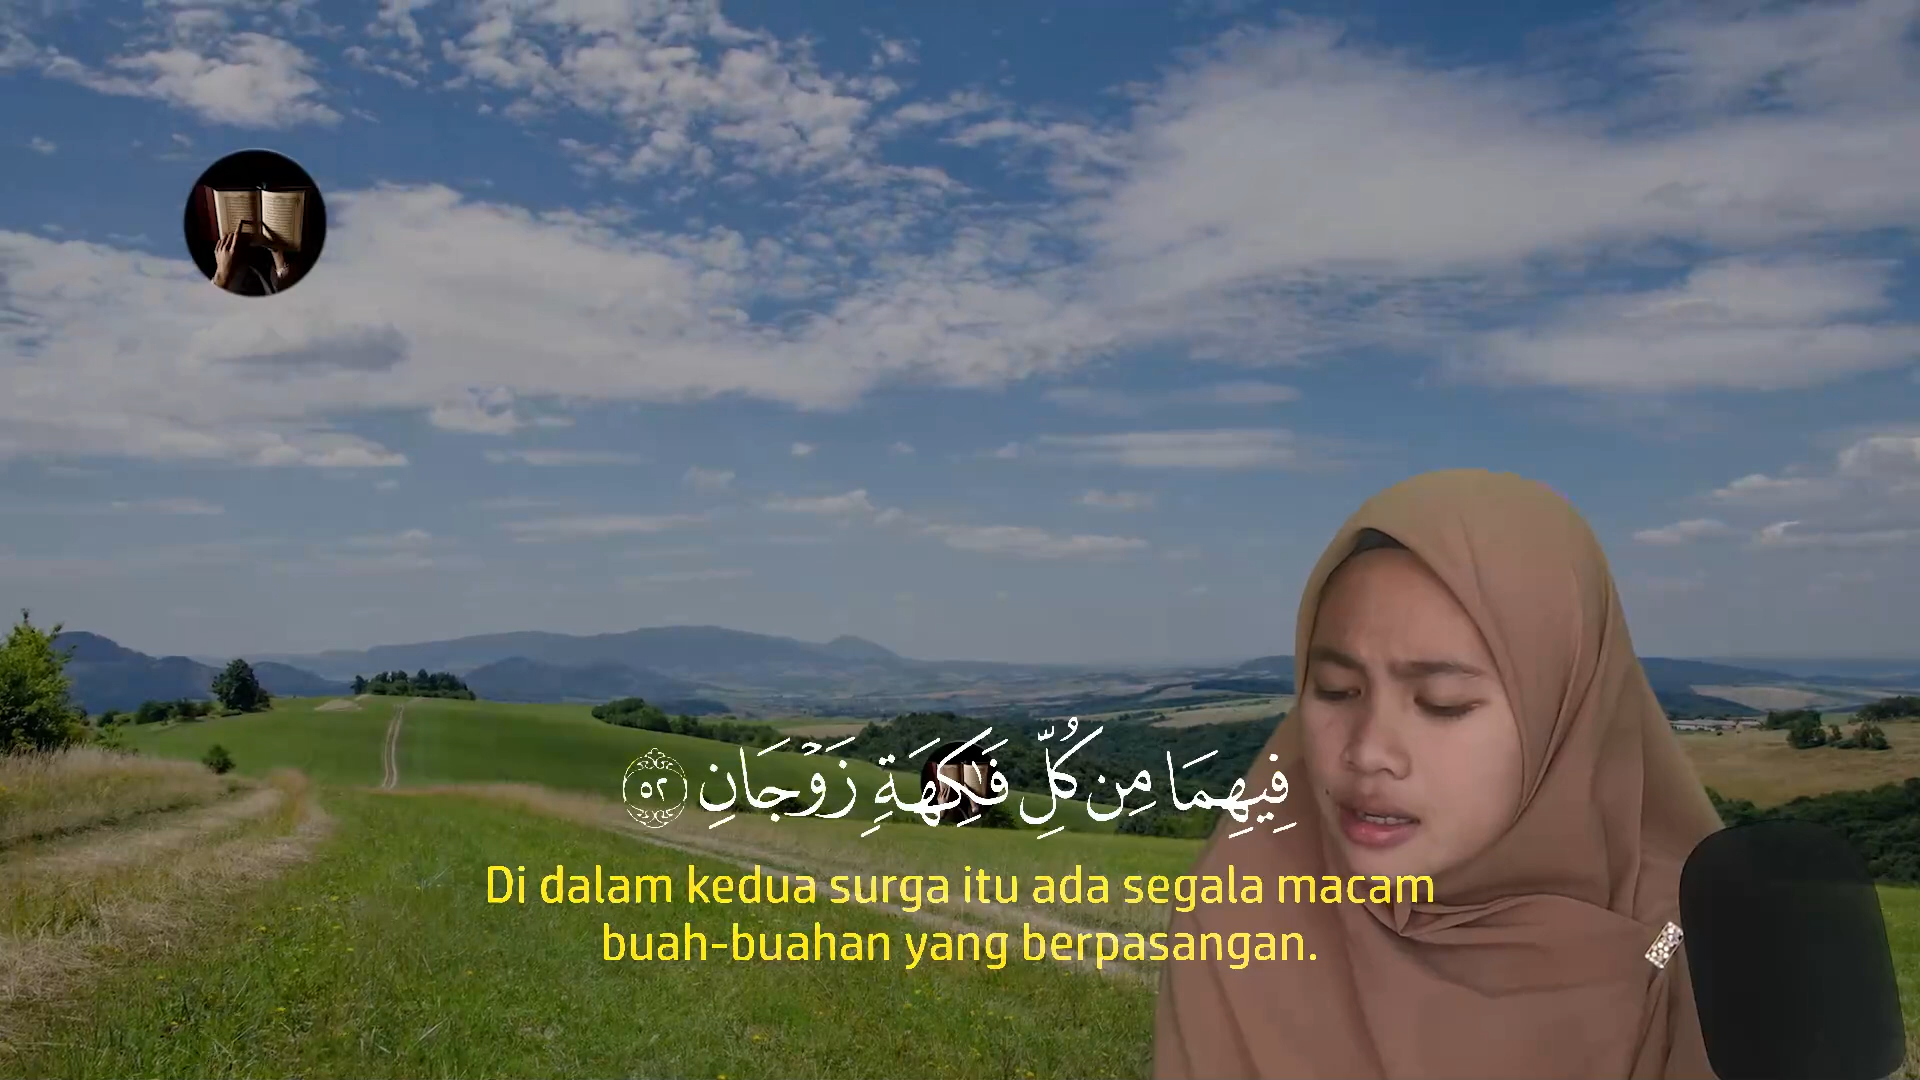 فِيهِمَا مِن كُلِّ فَٰكِهَةٍ زَوْجَانِ ٥٢
Di dalam kedua surga itu ada segala macam
buah-buahan yang berpasangan.